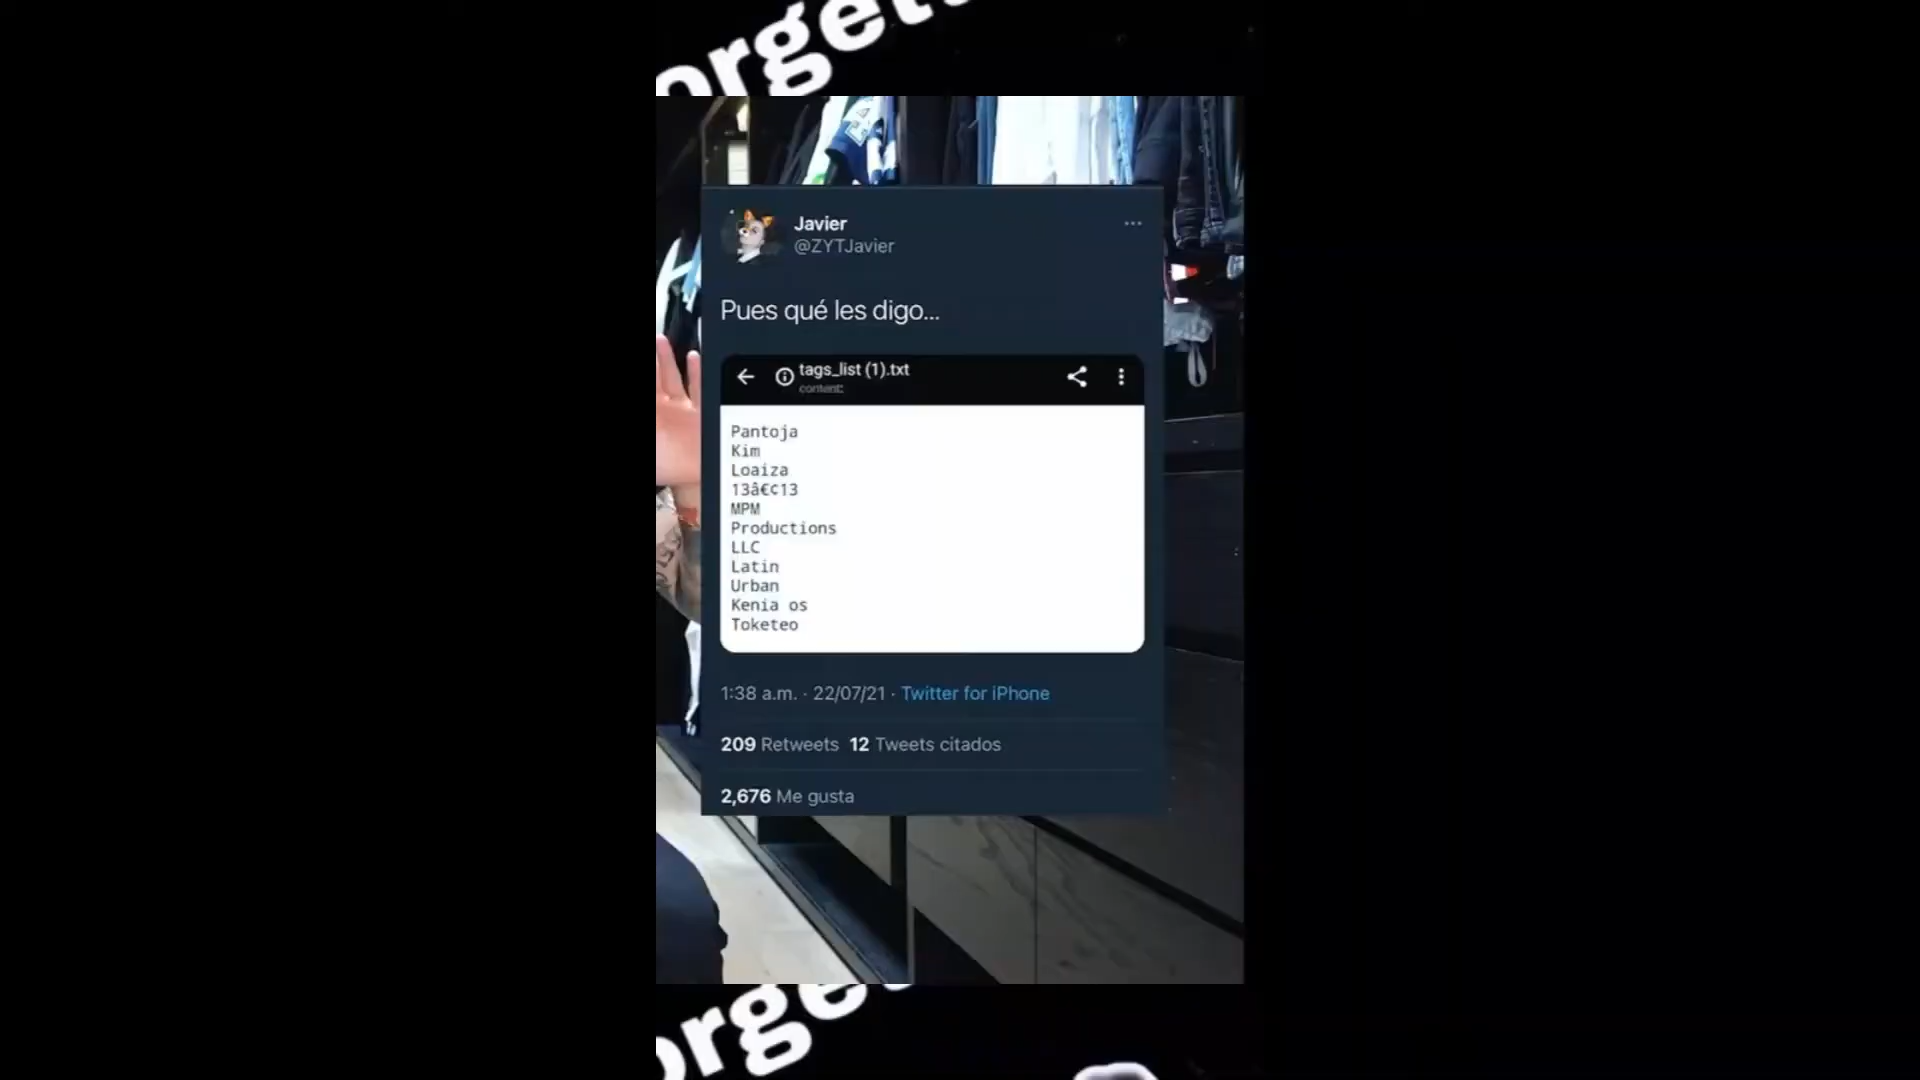 Javier
@ZYTJavier
Pues qué les digo...
tags_list (1).txt
content:
Pantoja
Kim
Loaiza
13â€¢13
MPM
Productions
LLC
Latin
Urban
Kenia os
Toketeo
1:38 a.m. · 22/07/21 · Twitter for iPhone
209 Retweets 12 Tweets citados
2,676 Me gusta